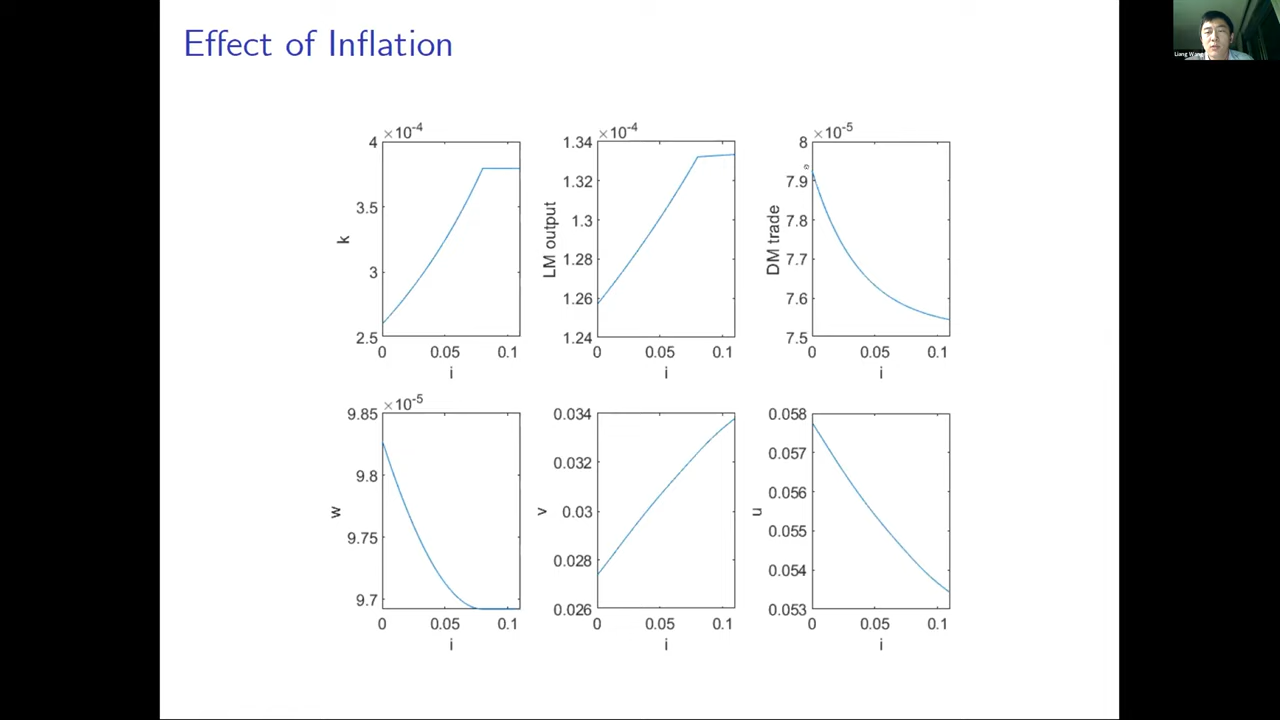 Effect of Inflation
Liang Wang
×10-4
4
3.5
3
2.5
k
0 0.05 0.1
i
×10-4
1.34
1.32
1.3
1.28
1.26
1.24
LM output
0 0.05 0.1
i
×10-5
8
7.9
7.8
7.7
7.6
7.5
DM trade
0 0.05 0.1
i
×10-5
9.85
9.8
9.75
9.7
w
0 0.05 0.1
i
0.034
0.032
0.03
0.028
0.026
v
0 0.05 0.1
i
0.058
0.057
0.056
0.055
0.054
0.053
u
0 0.05 0.1
i